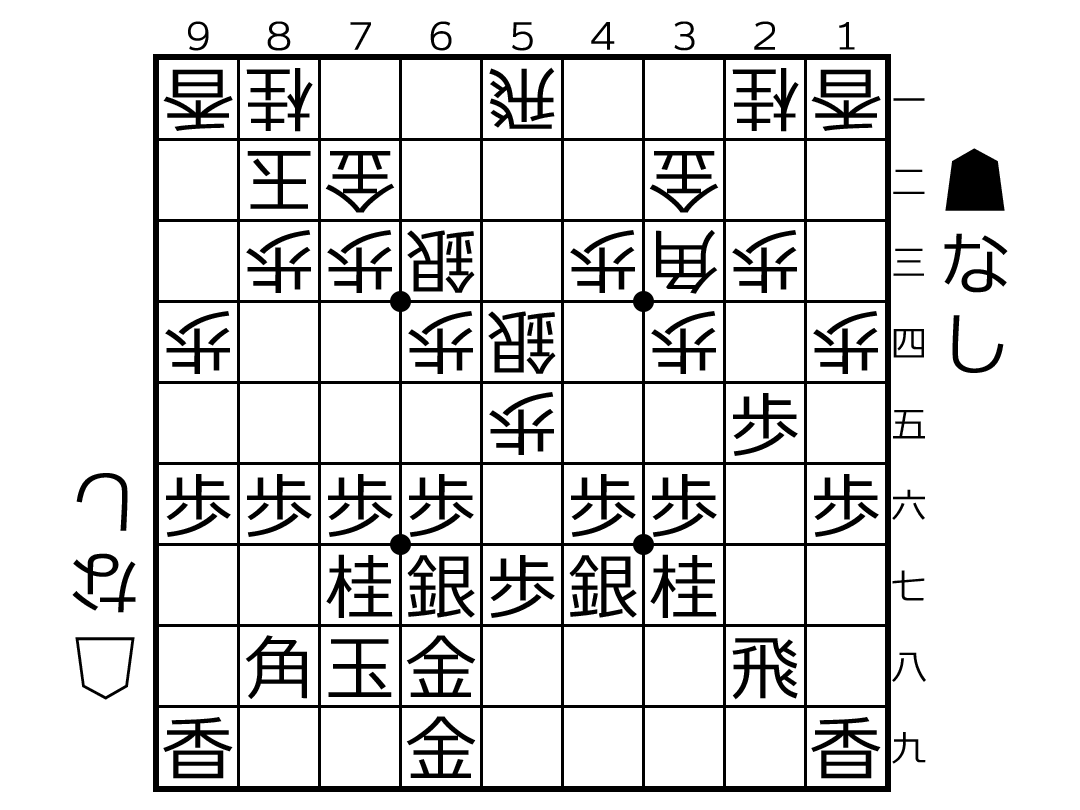 9 8 7 6 5 4 3 2 1
香 桂 飛 桂 香 一
王 金 金 二
歩 歩 銀 歩 角 歩 三
歩 歩 銀 歩 歩 四
歩 歩 五
歩 歩 歩 歩 歩 歩 歩 六
桂 銀 歩 銀 桂 七
角 玉 金 飛 八
香 金 香 九
☗なし
☖なし